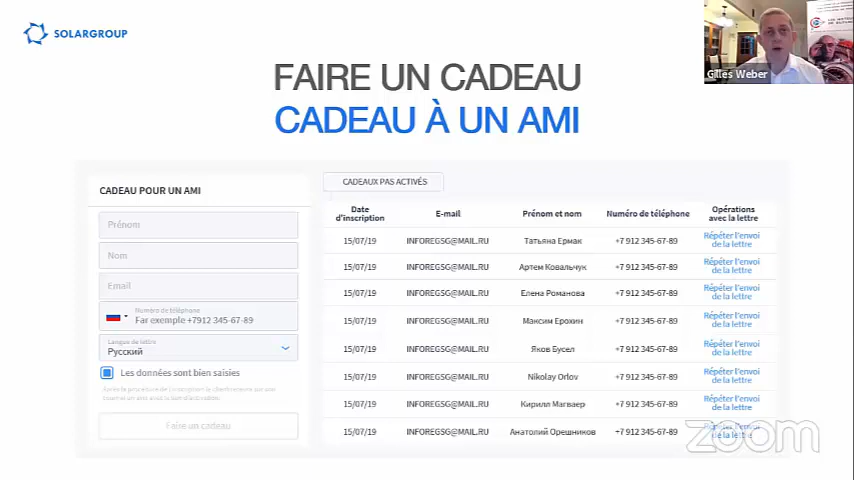 SOLARGROUP
Gilles Weber
FAIRE UN CADEAU
CADEAU À UN AMI
CADEAU POUR UN AMI
Prénom
Nom
Email
Numéro de téléphone
Far exemple +7912 345-67-89
Langue de lettre
Русский
Les données sont bien saisies
Faire un cadeau
CADEAUX PAS ACTIVÉS
Date d'inscription E-mail Prénom et nom Numéro de téléphone Opérations avec la lettre
15/07/19 INFOREGSG@MAIL.RU Татьяна Ермак +7 912 345-67-89 Répéter l'envoi de la lettre
15/07/19 INFOREGSG@MAIL.RU Артем Ковальчук +7 912 345-67-89 Répéter l'envoi de la lettre
15/07/19 INFOREGSG@MAIL.RU Елена Романова +7 912 345-67-89 Répéter l'envoi de la lettre
15/07/19 INFOREGSG@MAIL.RU Максим Ерохин +7 912 345-67-89 Répéter l'envoi de la lettre
15/07/19 INFOREGSG@MAIL.RU Яков Бусел +7 912 345-67-89 Répéter l'envoi de la lettre
15/07/19 INFOREGSG@MAIL.RU Nikolay Orlov +7 912 345-67-89 Répéter l'envoi de la lettre
15/07/19 INFOREGSG@MAIL.RU Кирилл Магваер +7 912 345-67-89 Répéter l'envoi de la lettre
15/07/19 INFOREGSG@MAIL.RU Анатолий Орешников +7 912 345-67-89 Répéter l'envoi de la lettre
zoom